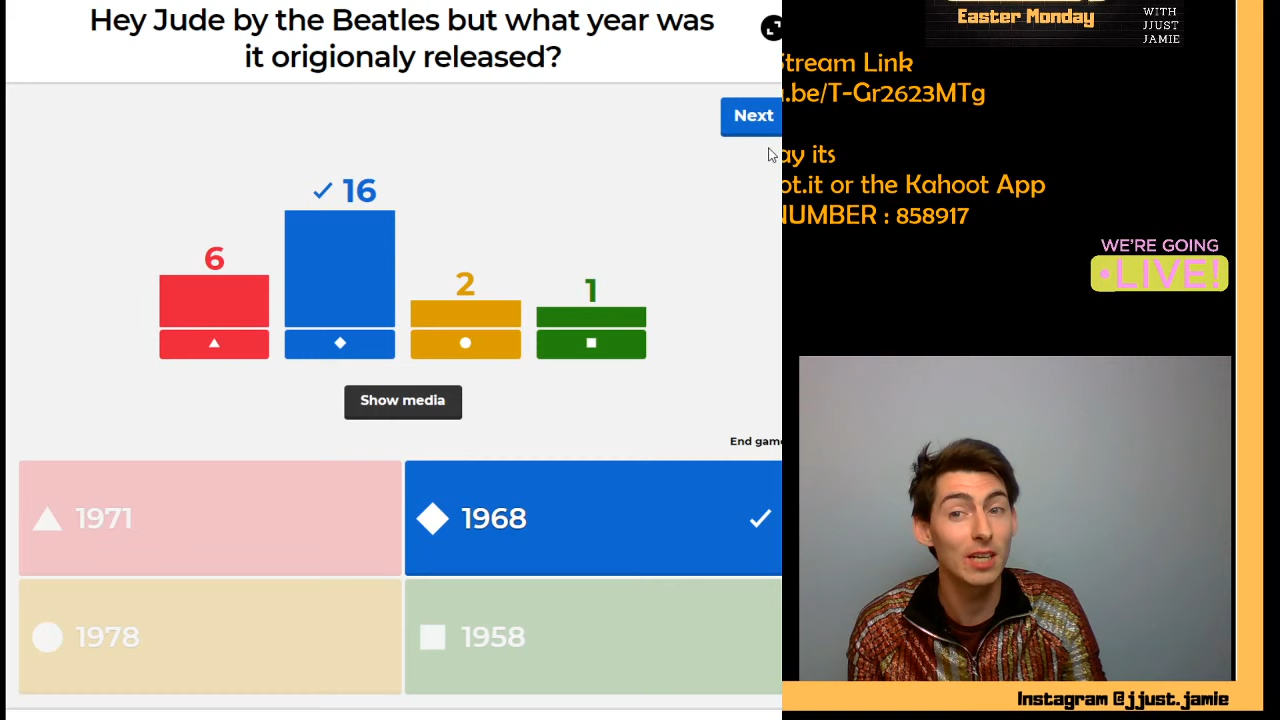 Hey Jude by the Beatles but what year was
it origionaly released?
Next
16
6
2
1
Show media
End game
1971
1968
1978
1958
Easter Monday
WITH
JJUST
JAMIE
Stream Link
.be/T-Gr2623MTg
ay its
ot.it or the Kahoot App
NUMBER : 858917
WE'RE GOING
LIVE!
Instagram @jjust.jamie